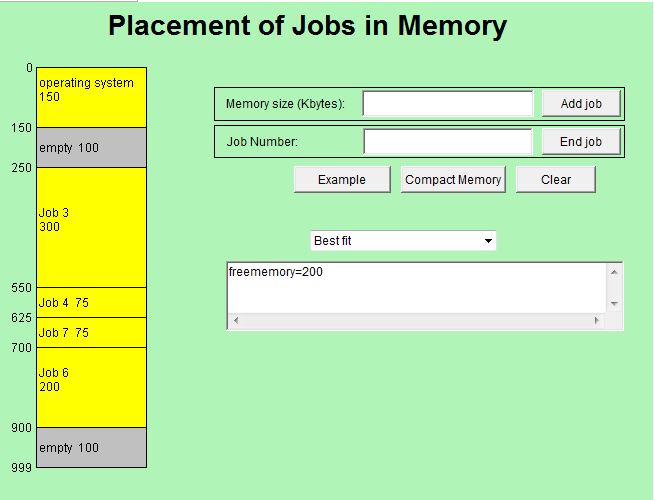 Placement of Jobs in Memory
0
operating system
150
150
empty 100
250
Job 3
300
550
Job 4 75
625
Job 7 75
700
Job 6
200
900
empty 100
999
Memory size (Kbytes):
Add job
Job Number:
End job
Example
Compact Memory
Clear
Best fit
freememory=200